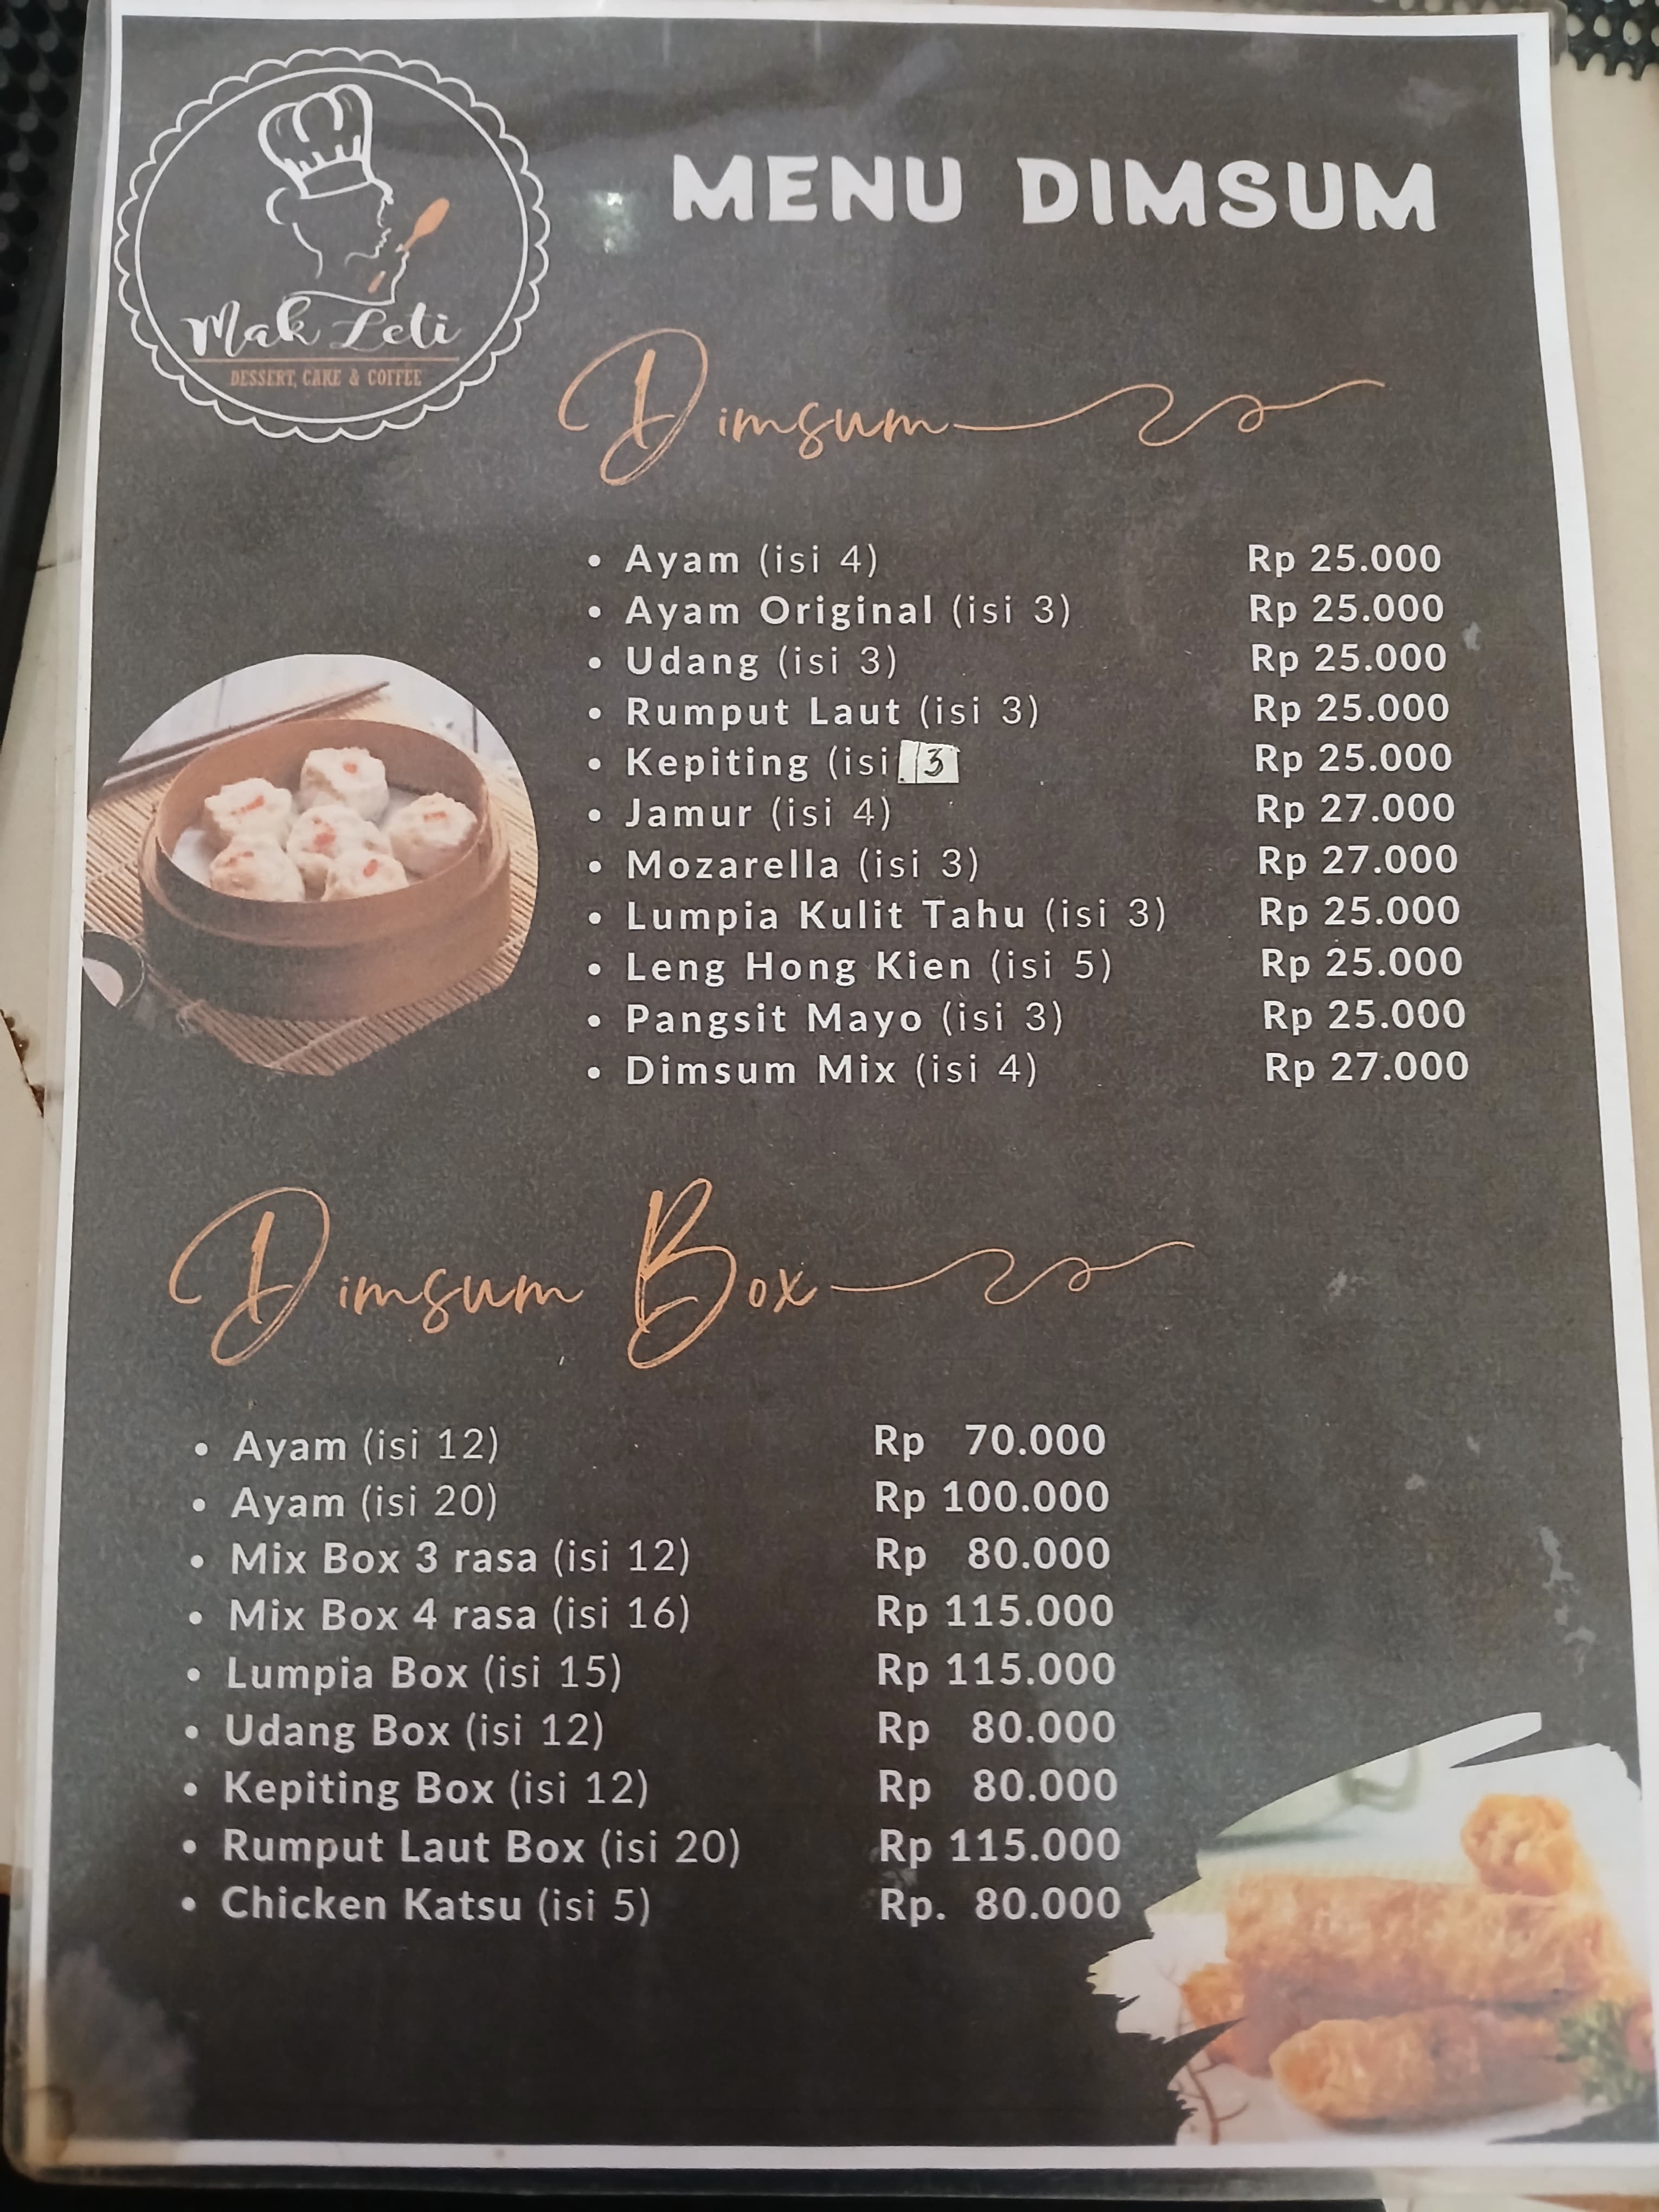 Mak Leti
DESSERT, CAKE & COFFEE
MENU DIMSUM
Dimsum
• Ayam (isi 4) Rp 25.000
• Ayam Original (isi 3) Rp 25.000
• Udang (isi 3) Rp 25.000
• Rumput Laut (isi 3) Rp 25.000
• Kepiting (isi 3 Rp 25.000
• Jamur (isi 4) Rp 27.000
• Mozarella (isi 3) Rp 27.000
• Lumpia Kulit Tahu (isi 3) Rp 25.000
• Leng Hong Kien (isi 5) Rp 25.000
• Pangsit Mayo (isi 3) Rp 25.000
• Dimsum Mix (isi 4) Rp 27.000
Dimsum Box
• Ayam (isi 12) Rp 70.000
• Ayam (isi 20) Rp 100.000
• Mix Box 3 rasa (isi 12) Rp 80.000
• Mix Box 4 rasa (isi 16) Rp 115.000
• Lumpia Box (isi 15) Rp 115.000
• Udang Box (isi 12) Rp 80.000
• Kepiting Box (isi 12) Rp 80.000
• Rumput Laut Box (isi 20) Rp 115.000
• Chicken Katsu (isi 5) Rp. 80.000